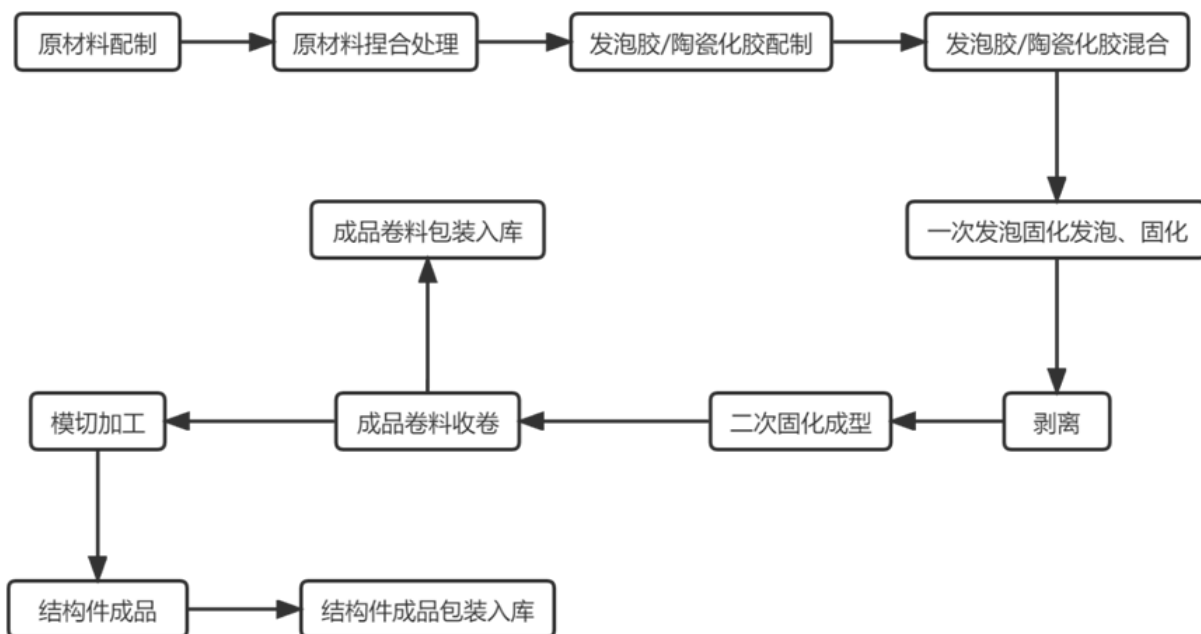 原材料配制
原材料捏合处理
发泡胶/陶瓷化胶配制
发泡胶/陶瓷化胶混合
一次发泡固化发泡、固化
成品卷料包装入库
模切加工
成品卷料收卷
二次固化成型
剥离
结构件成品
结构件成品包装入库